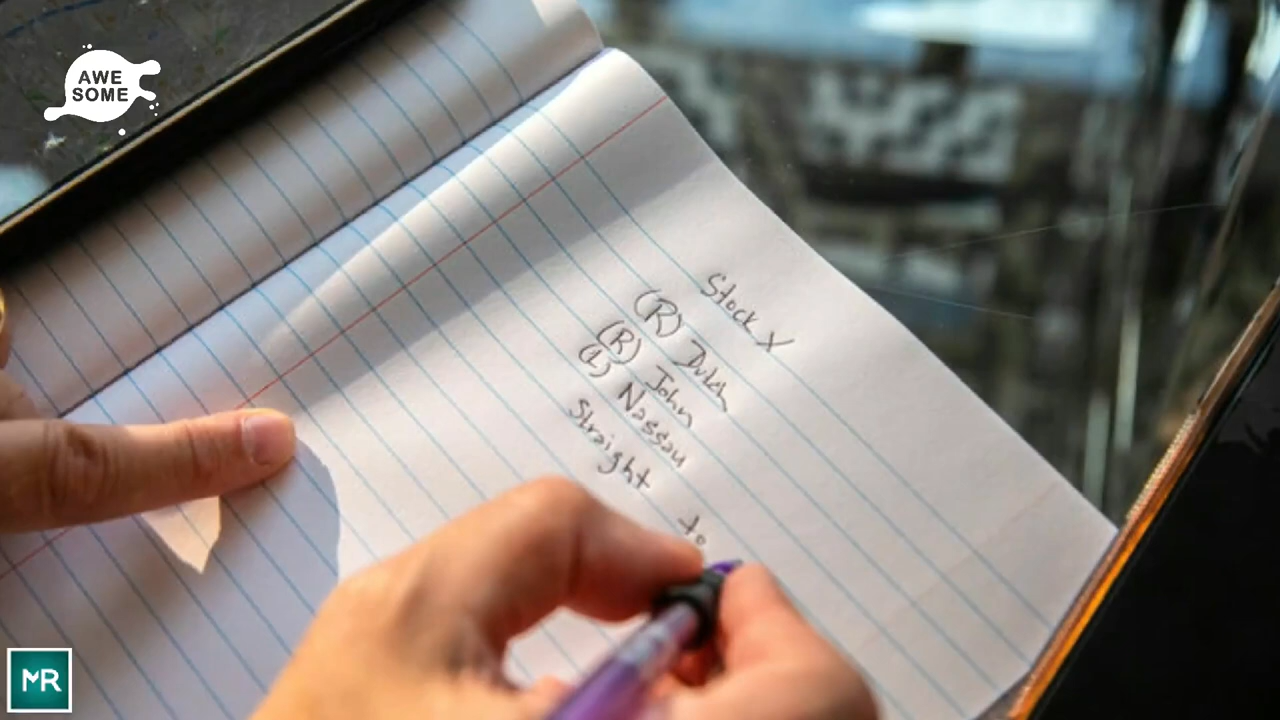 AWE
SOME
Stock X
(R) Dutch
(R) John
(L) Nassau
Straight
to
MR